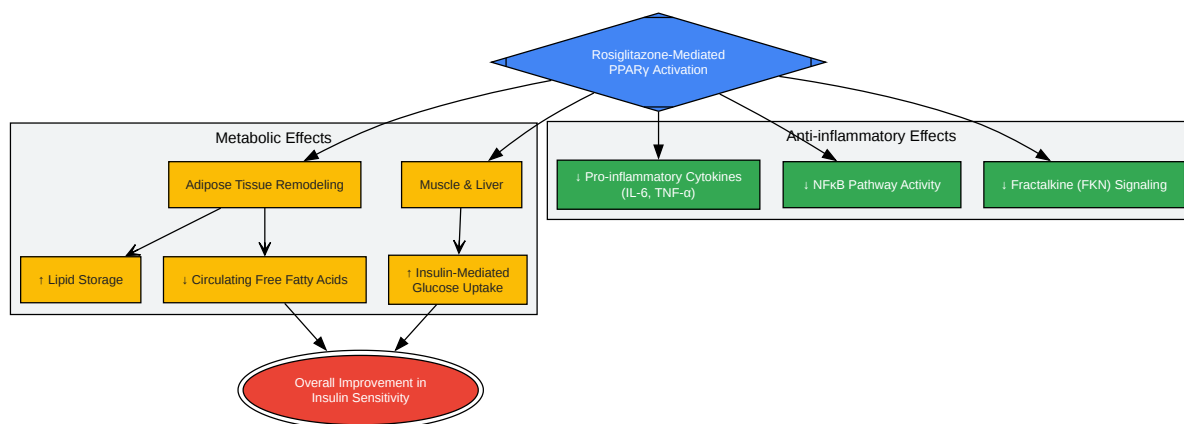 Rosiglitazone-Mediated
PPARγ Activation
Metabolic Effects
Anti-inflammatory Effects
Adipose Tissue Remodeling
Muscle & Liver
↓ Pro-inflammatory Cytokines
(IL-6, TNF-α)
↓ NFκB Pathway Activity
↓ Fractalkine (FKN) Signaling
↑ Lipid Storage
↓ Circulating Free Fatty Acids
↑ Insulin-Mediated
Glucose Uptake
Overall Improvement in
Insulin Sensitivity